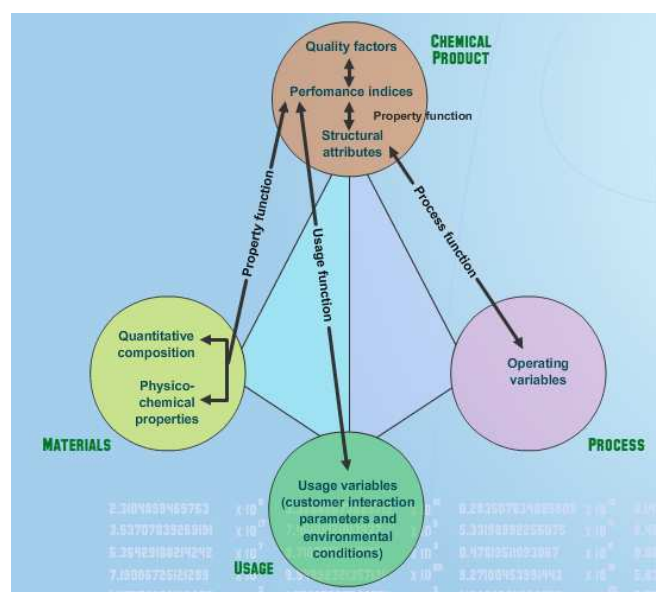 Quality factors
CHEMICAL
PRODUCT
Perfomance indices
Property function
Structural
attributes
Property function
Usage function
Process function
Quantitative
composition
Physico-
chemical
properties
Operating
variables
MATERIALS
PROCESS
Usage variables
(customer interaction
parameters and
environmental
conditions)
USAGE